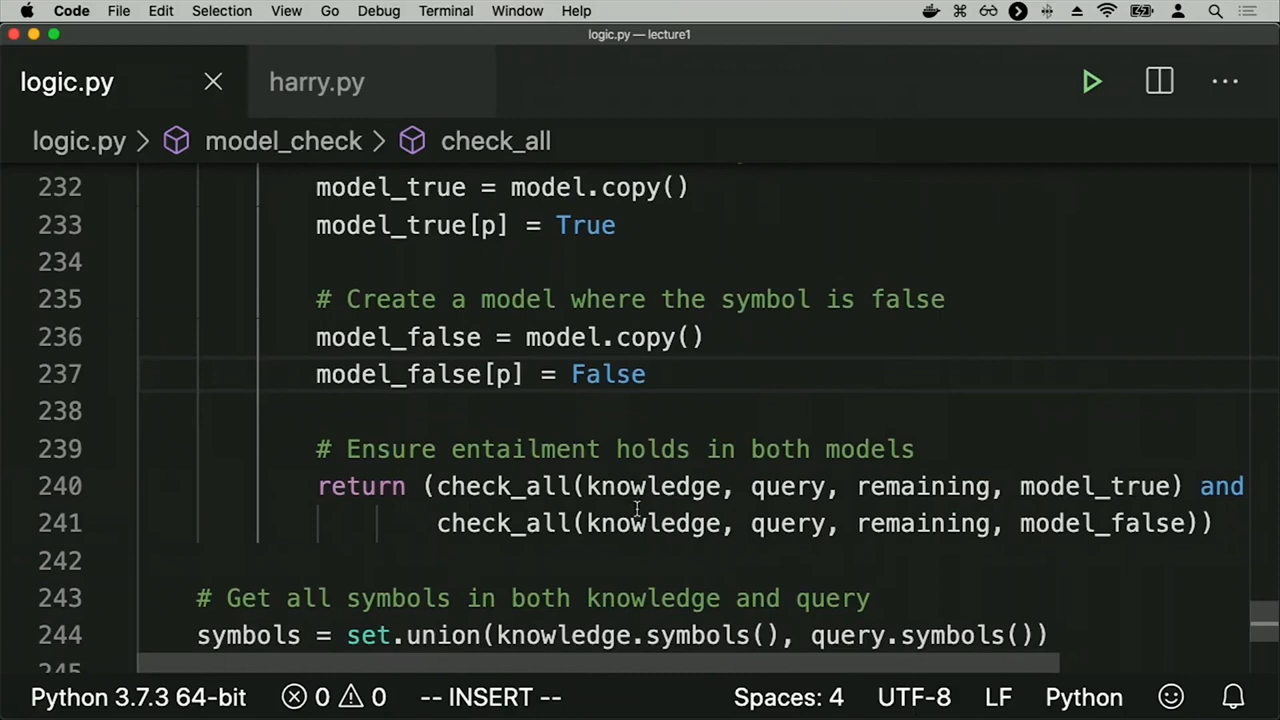 Code File Edit Selection View Go Debug Terminal Window Help
logic.py — lecture1
logic.py harry.py
logic.py > model_check > check_all
232 model_true = model.copy()
233 model_true[p] = True
234
235 # Create a model where the symbol is false
236 model_false = model.copy()
237 model_false[p] = False
238
239 # Ensure entailment holds in both models
240 return (check_all(knowledge, query, remaining, model_true) and
241 check_all(knowledge, query, remaining, model_false))
242
243 # Get all symbols in both knowledge and query
244 symbols = set.union(knowledge.symbols(), query.symbols())
245
Python 3.7.3 64-bit 0 0 -- INSERT -- Spaces: 4 UTF-8 LF Python